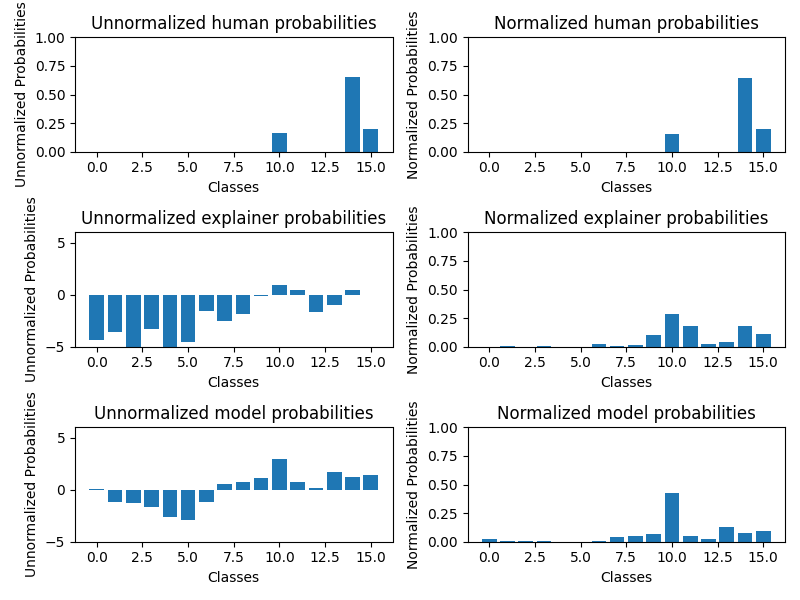 Unnormalized human probabilities
Unnormalized Probabilities
1.00
0.75
0.50
0.25
0.00
0.0 2.5 5.0 7.5 10.0 12.5 15.0
Classes
Normalized human probabilities
Normalized Probabilities
1.00
0.75
0.50
0.25
0.00
0.0 2.5 5.0 7.5 10.0 12.5 15.0
Classes
Unnormalized explainer probabilities
Unnormalized Probabilities
5
0
−5
0.0 2.5 5.0 7.5 10.0 12.5 15.0
Classes
Normalized explainer probabilities
Normalized Probabilities
1.00
0.75
0.50
0.25
0.00
0.0 2.5 5.0 7.5 10.0 12.5 15.0
Classes
Unnormalized model probabilities
Unnormalized Probabilities
5
0
−5
0.0 2.5 5.0 7.5 10.0 12.5 15.0
Classes
Normalized model probabilities
Normalized Probabilities
1.00
0.75
0.50
0.25
0.00
0.0 2.5 5.0 7.5 10.0 12.5 15.0
Classes